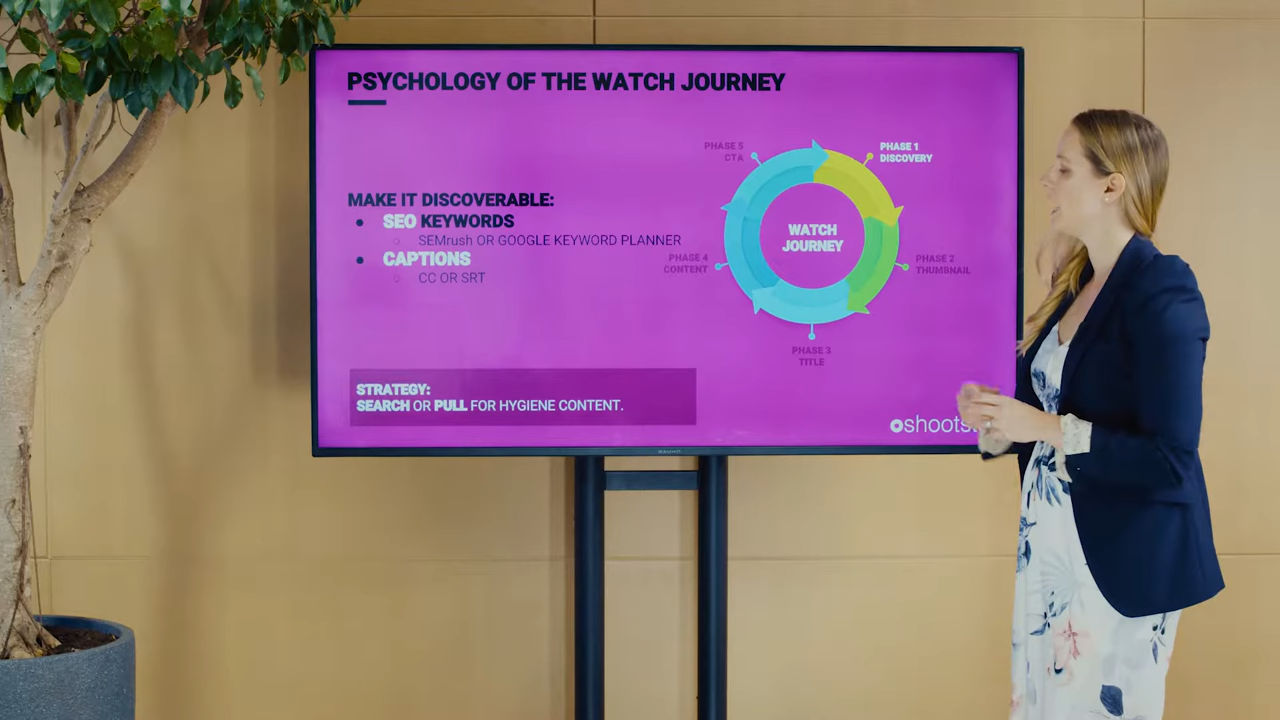 PSYCHOLOGY OF THE WATCH JOURNEY
MAKE IT DISCOVERABLE:
SEO KEYWORDS
SEMrush OR GOOGLE KEYWORD PLANNER
CAPTIONS
CC OR SRT
STRATEGY:
SEARCH OR PULL FOR HYGIENE CONTENT.
PHASE 1
DISCOVERY
PHASE 2
THUMBNAIL
PHASE 3
TITLE
PHASE 4
CONTENT
PHASE 5
CTA
WATCH
JOURNEY